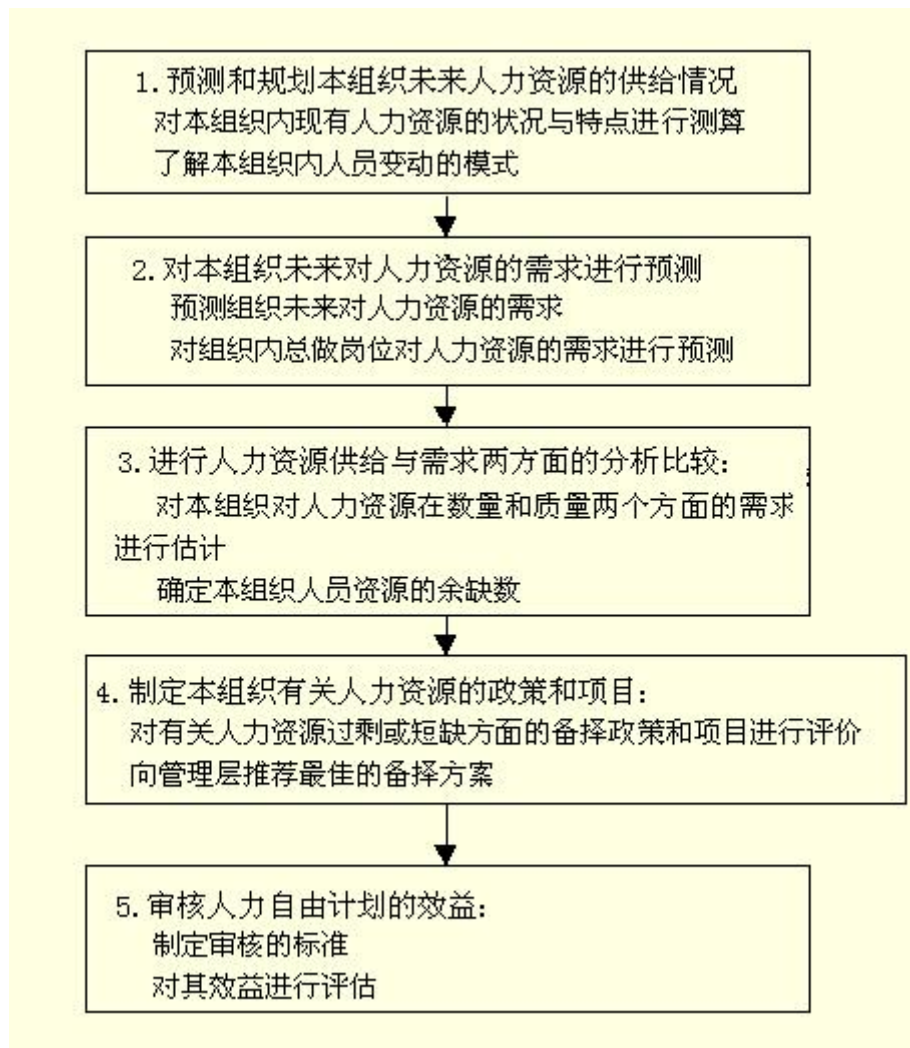 1.预测和规划本组织未来人力资源的供给情况
对本组织内现有人力资源的状况与特点进行测算
了解本组织内人员变动的模式
2.对本组织未来对人力资源的需求进行预测
预测组织未来对人力资源的需求
对组织内总做岗位对人力资源的需求进行预测
3.进行人力资源供给与需求两方面的分析比较:
对本组织对人力资源在数量和质量两个方面的需求
进行估计
确定本组织人员资源的余缺数
4.制定本组织有关人力资源的政策和项目:
对有关人力资源过剩或短缺方面的备择政策和项目进行评价
向管理层推荐最佳的备择方案
5.审核人力自由计划的效益:
制定审核的标准
对其效益进行评估